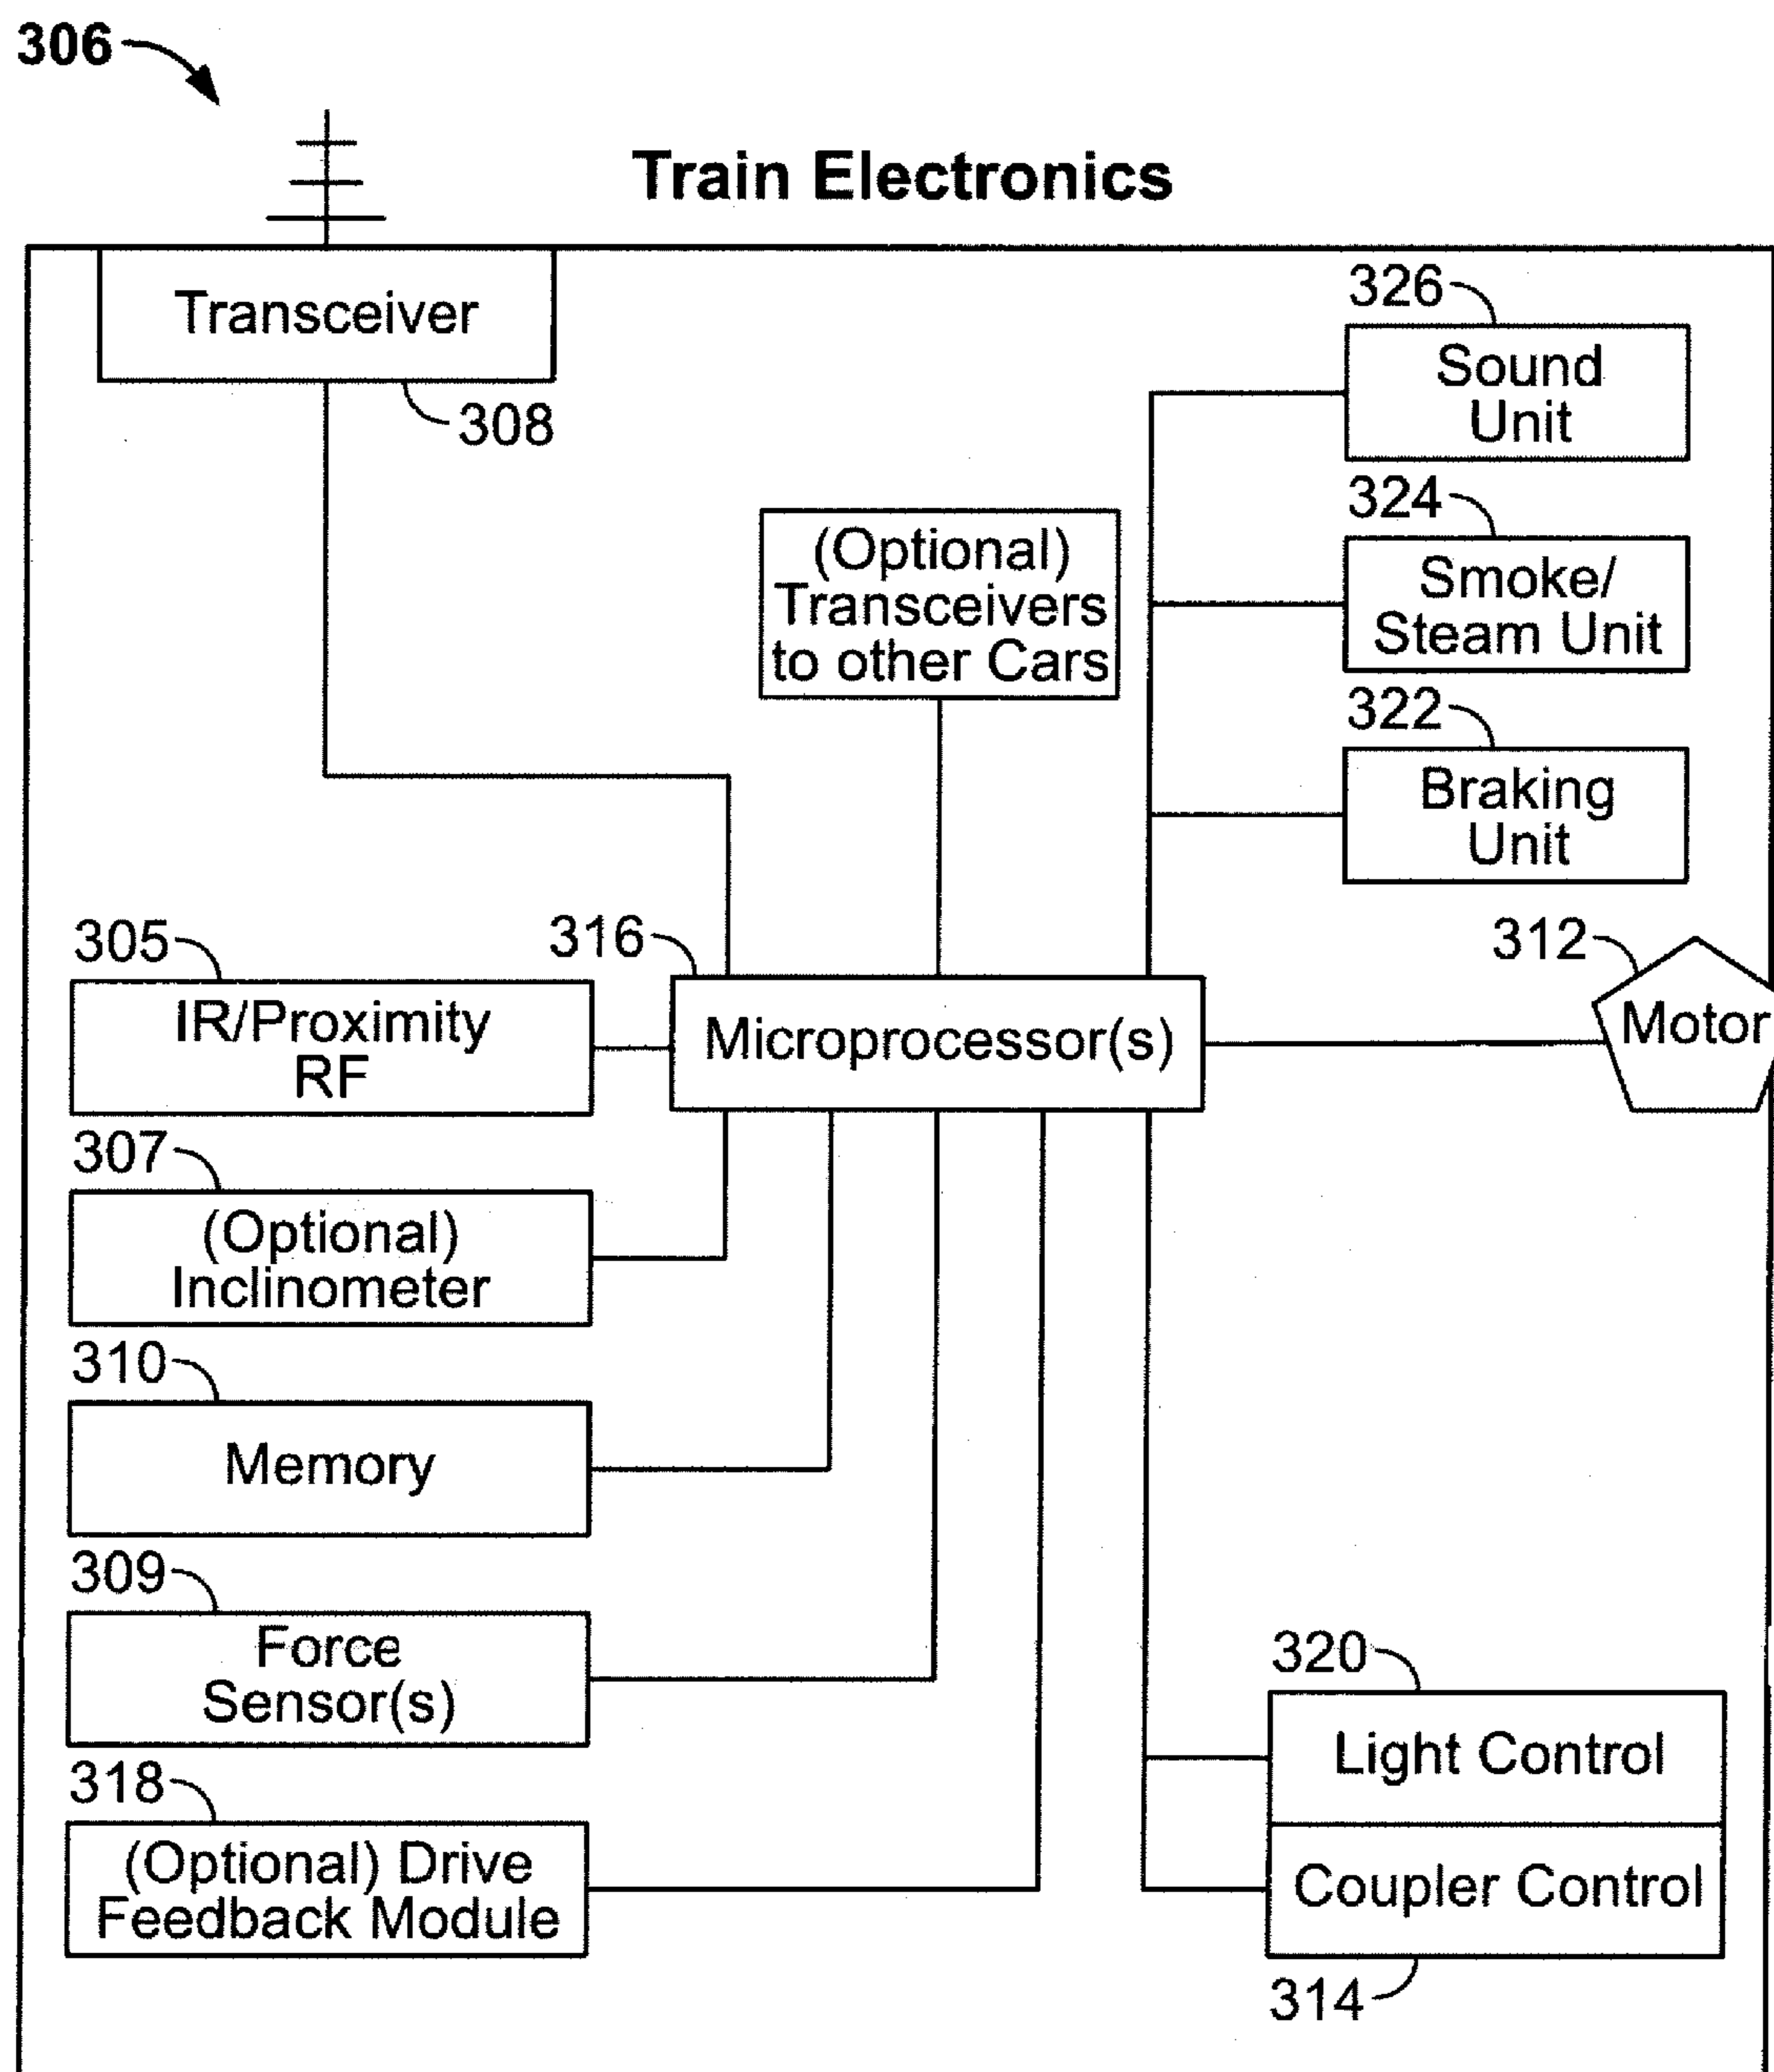 306
Train Electronics
Transceiver
308
326
Sound
Unit
324
Smoke/
Steam Unit
(Optional)
Transceivers
to other Cars
322
Braking
Unit
305
IR/Proximity
RF
316
Microprocessor(s)
312
Motor
307
(Optional)
Inclinometer
310
Memory
309
Force
Sensor(s)
318
(Optional) Drive
Feedback Module
320
Light Control
Coupler Control
314